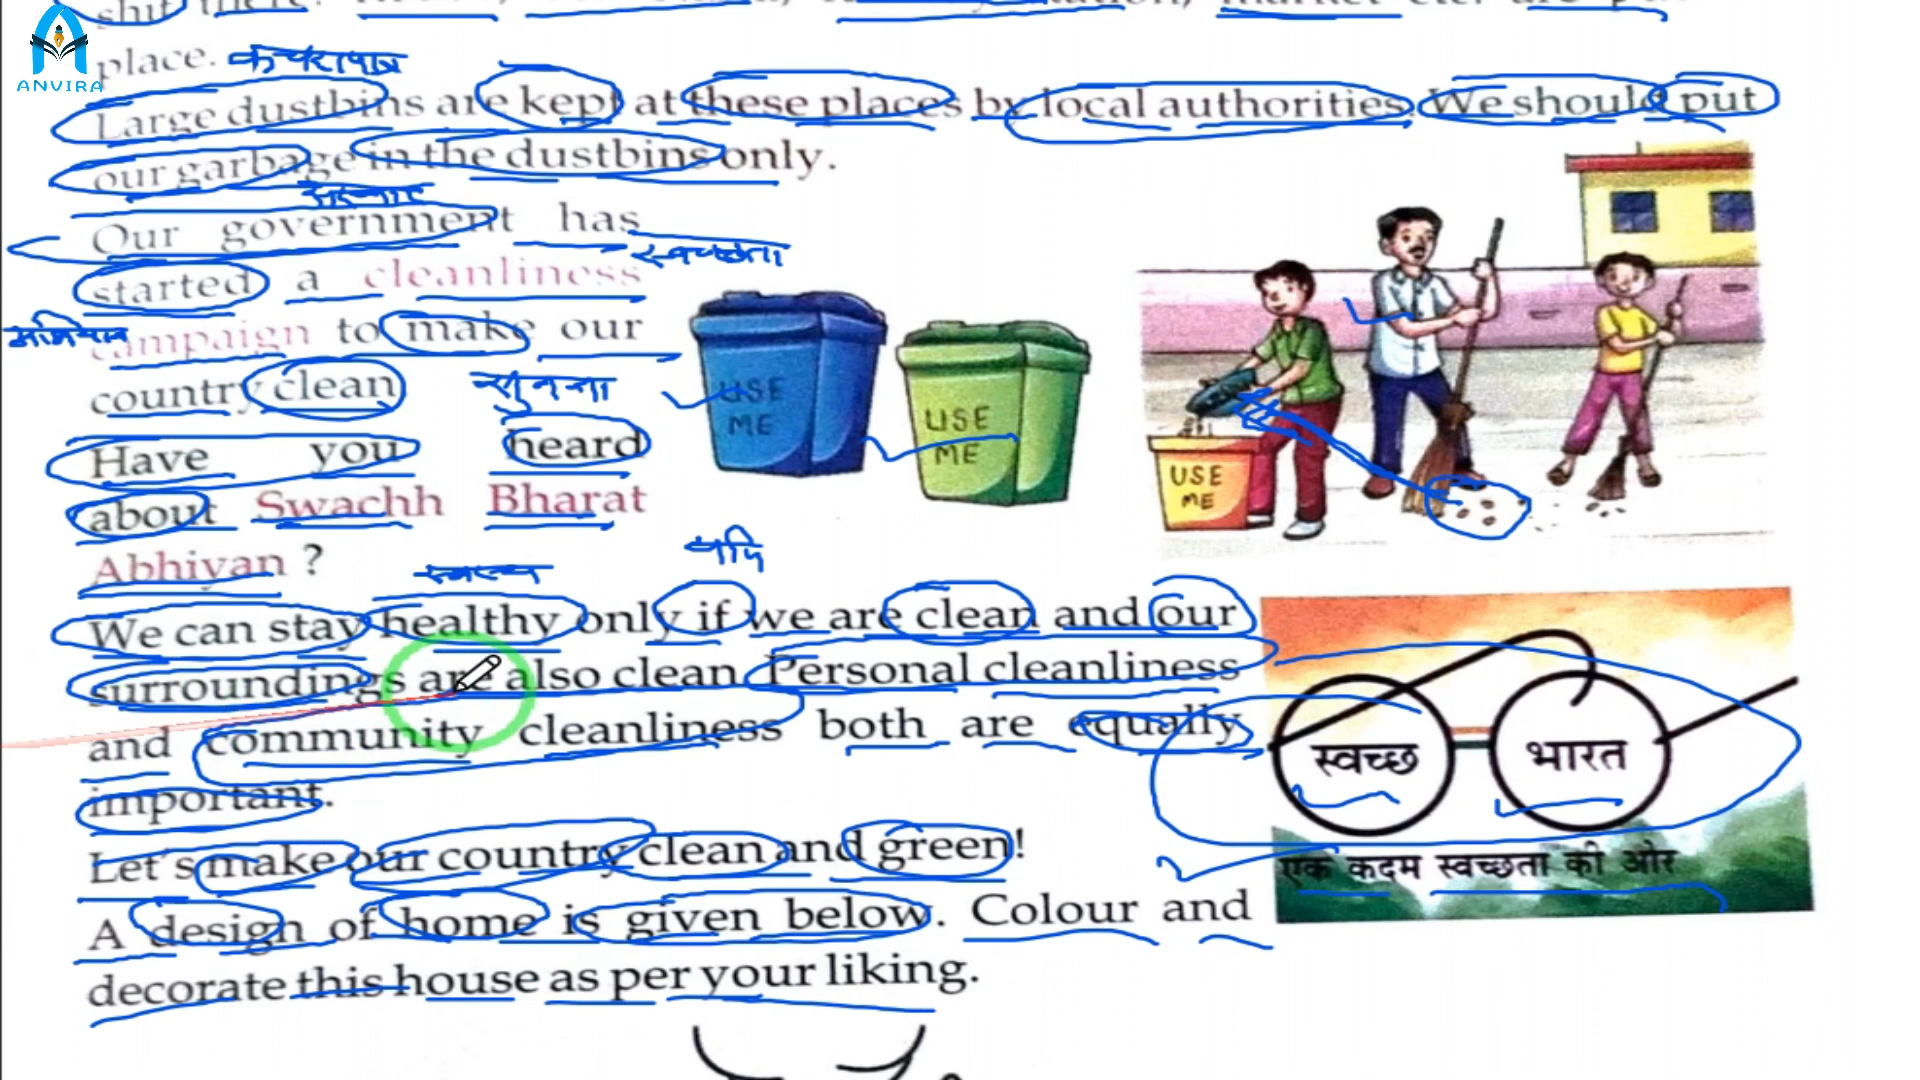 place. कचरापात्र
ANVIRA
Large dustbins are kept at these places by local authorities. We should put
our garbage in the dustbins only.
सरकार
Our government has
स्वच्छता
started a cleanliness
campaign to make our
country clean
सुनना
Have you heard
about Swachh Bharat
Abhiyan ?
USE
ME
USE
ME
USE
ME
यदि
स्वस्थ
We can stay healthy only if we are clean and our
surroundings are also clean. Personal cleanliness
and community cleanliness both are equally
important.
स्वच्छ भारत
एक कदम स्वच्छता की ओर
Let's make our country clean and green!
A design of home is given below. Colour and
decorate this house as per your liking.